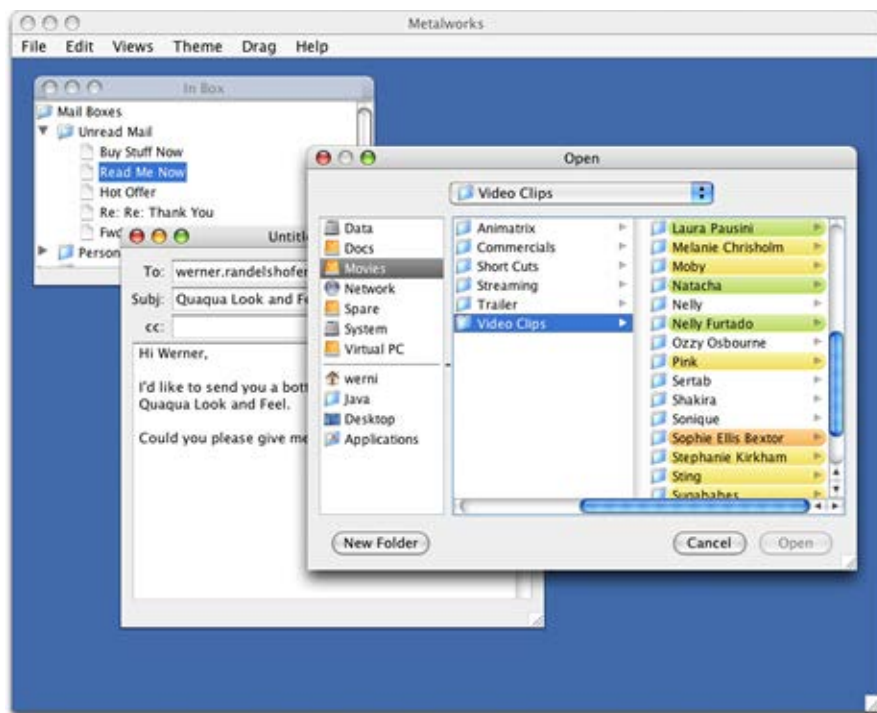 Metalworks
File Edit Views Theme Drag Help
In Box
Mail Boxes
Unread Mail
Buy Stuff Now
Read Me Now
Hot Offer
Re: Re: Thank You
Fwd
Person
Untitle
To: werner.randelshofer
Subj: Quaqua Look and Fe
cc:
Hi Werner,
I'd like to send you a bott
Quaqua Look and Feel.
Could you please give me
Open
Video Clips
Data
Docs
Movies
Network
Spare
System
Virtual PC
werni
Java
Desktop
Applications
Animatrix
Commercials
Short Cuts
Streaming
Trailer
Video Clips
Laura Pausini
Melanie Chrisholm
Moby
Natacha
Nelly
Nelly Furtado
Ozzy Osbourne
Pink
Sertab
Shakira
Sonique
Sophie Ellis Bextor
Stephanie Kirkham
Sting
Sugababes
New Folder
Cancel
Open